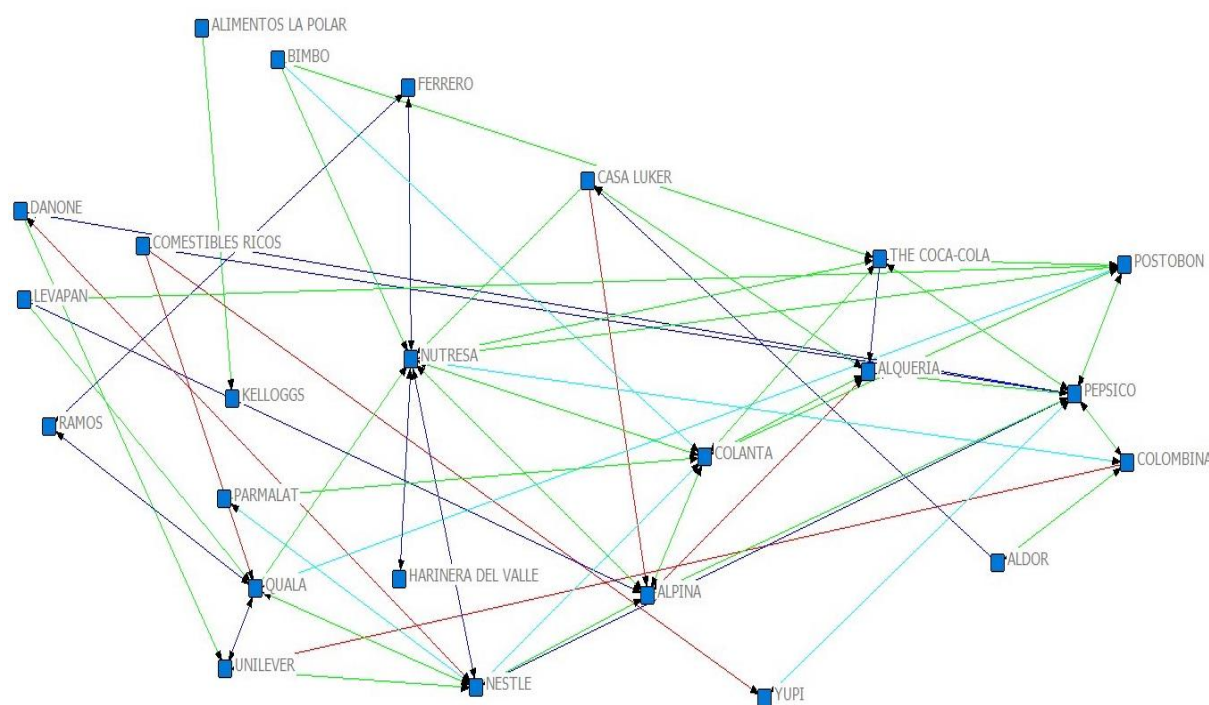 ALIMENTOS LA POLAR
BIMBO
FERRERO
CASA LUKER
DANONE
COMESTIBLES RICOS
THE COCA-COLA
POSTOBON
LEVAPAN
NUTRESA
ALQUERIA
PEPSICO
KELLOGGS
RAMOS
COLANTA
COLOMBINA
PARMALAT
ALDOR
HARINERA DEL VALLE
QUALA
ALPINA
UNILEVER
NESTLE
YUPI